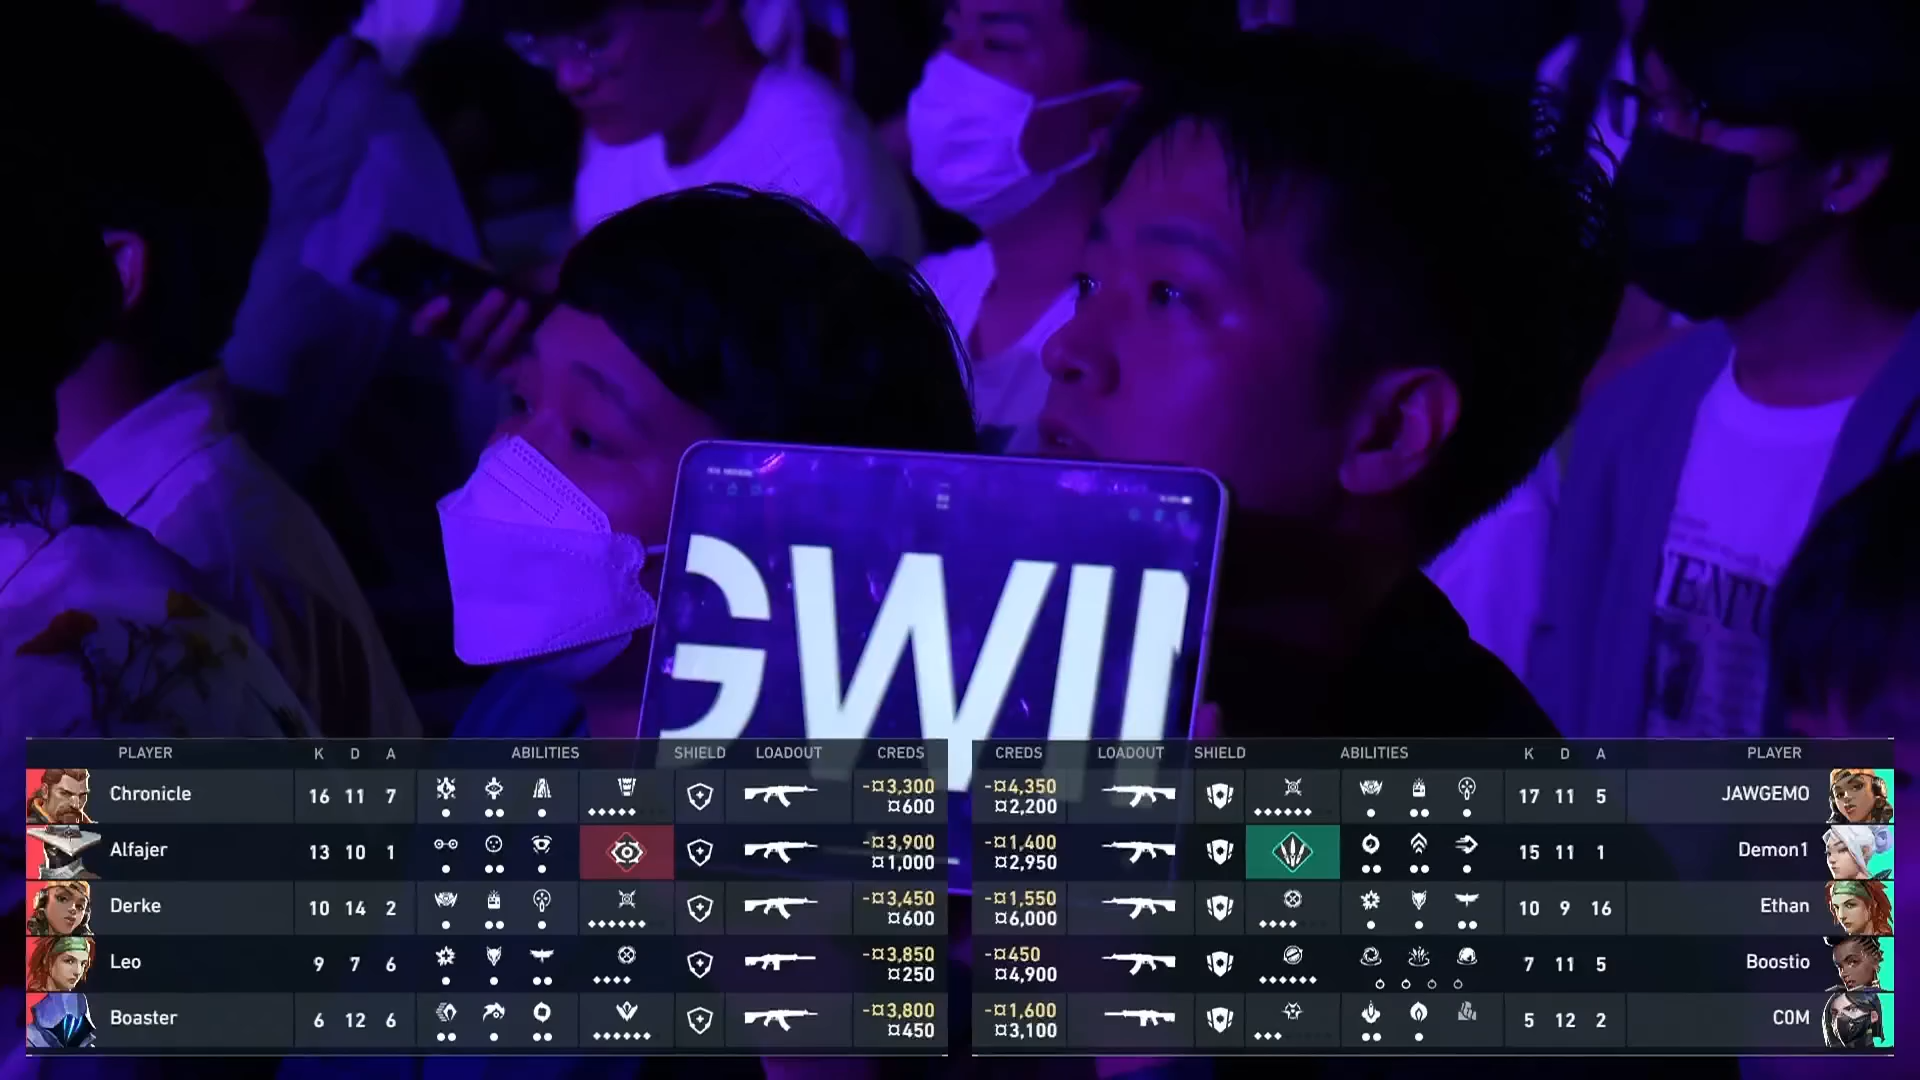 GWIN
ENTI
PLAYER K D A ABILITIES SHIELD LOADOUT CREDS
Chronicle 16 11 7 -¤3,300 ¤600
Alfajer 13 10 1 -¤3,900 ¤1,000
Derke 10 14 2 -¤3,450 ¤600
Leo 9 7 6 -¤3,850 ¤250
Boaster 6 12 6 -¤3,800 ¤450
CREDS LOADOUT SHIELD ABILITIES K D A PLAYER
-¤4,350 ¤2,200 17 11 5 JAWGEMO
-¤1,400 ¤2,950 15 11 1 Demon1
-¤1,550 ¤6,000 10 9 16 Ethan
-¤450 ¤4,900 7 11 5 Boostio
-¤1,600 ¤3,100 5 12 2 C0M